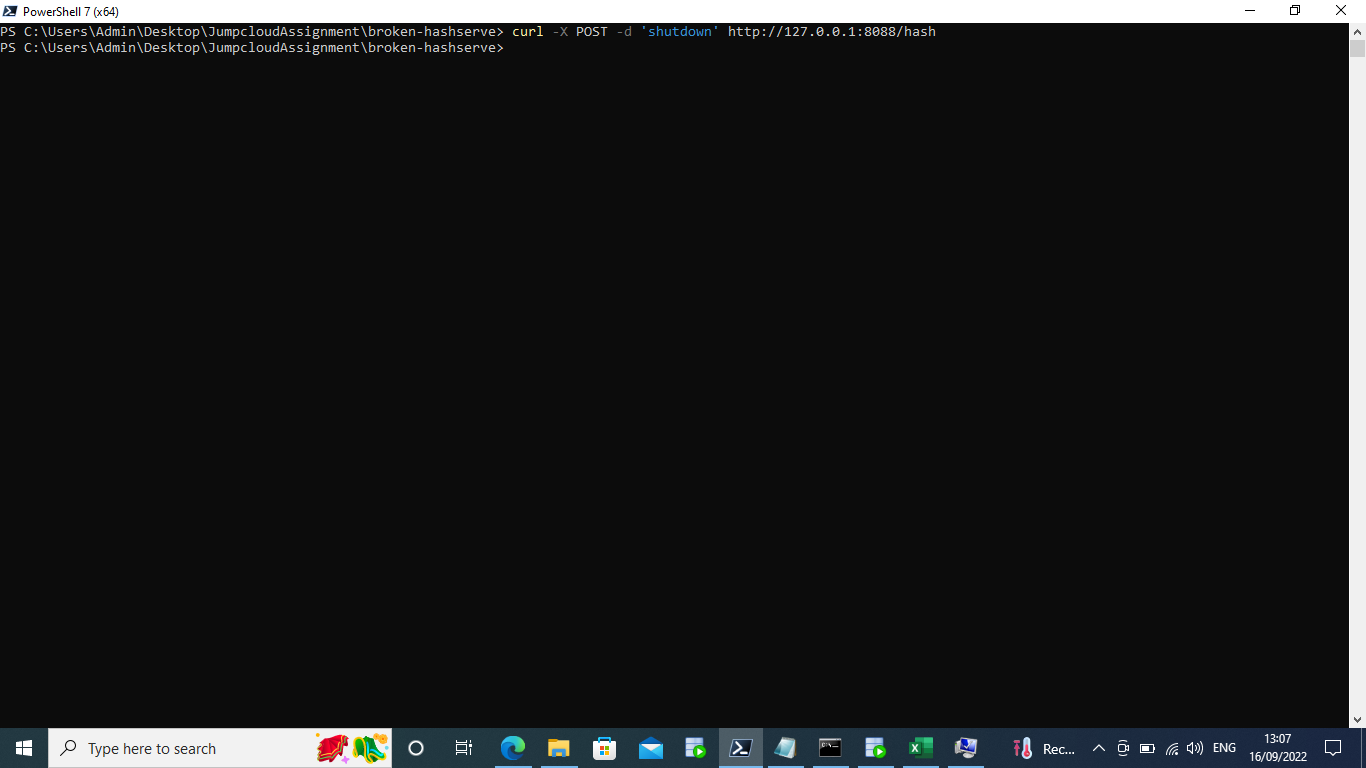 PowerShell 7 (x64)
PS C:\Users\Admin\Desktop\JumpcloudAssignment\broken-hashserve> curl -X POST -d 'shutdown' http://127.0.0.1:8088/hash
PS C:\Users\Admin\Desktop\JumpcloudAssignment\broken-hashserve>
Type here to search
Rec...
ENG
13:07
16/09/2022